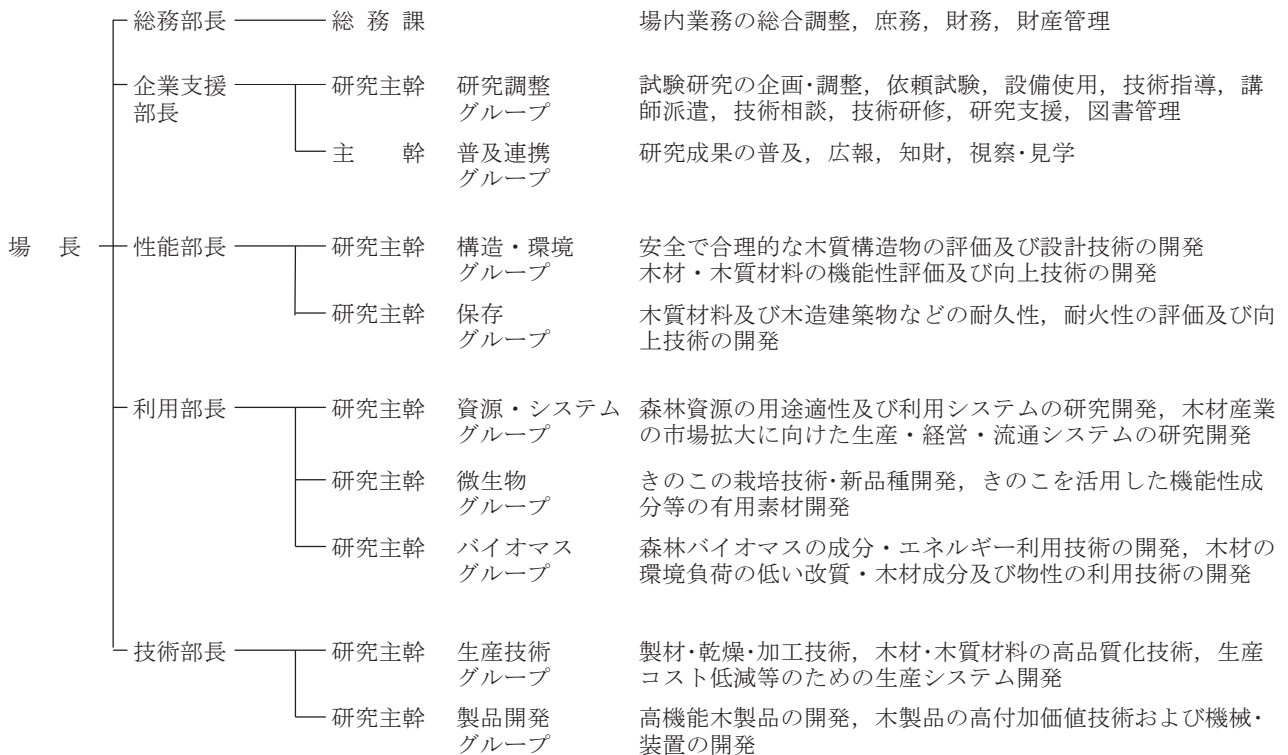 総務部長 総務課 場内業務の総合調整，庶務，財務，財産管理
企業支援 研究主幹 研究調整 試験研究の企画・調整，依頼試験，設備使用，技術指導，講
部長 グループ 師派遣，技術相談，技術研修，研究支援，図書管理
主幹 普及連携 研究成果の普及，広報，知財，視察・見学
グループ
場長 性能部長 研究主幹 構造・環境 安全で合理的な木質構造物の評価及び設計技術の開発
グループ 木材・木質材料の機能性評価及び向上技術の開発
研究主幹 保存 木質材料及び木造建築物などの耐久性，耐火性の評価及び向
グループ 上技術の開発
利用部長 研究主幹 資源・システム 森林資源の用途適性及び利用システムの研究開発，木材産業
グループ の市場拡大に向けた生産・経営・流通システムの研究開発
研究主幹 微生物 きのこの栽培技術・新品種開発，きのこを活用した機能性成
グループ 分等の有用素材開発
研究主幹 バイオマス 森林バイオマスの成分・エネルギー利用技術の開発，木材の
グループ 環境負荷の低い改質・木材成分及び物性の利用技術の開発
技術部長 研究主幹 生産技術 製材・乾燥・加工技術，木材・木質材料の高品質化技術，生産
グループ コスト低減等のための生産システム開発
研究主幹 製品開発 高機能木製品の開発，木製品の高付加価値技術および機械・
グループ 装置の開発